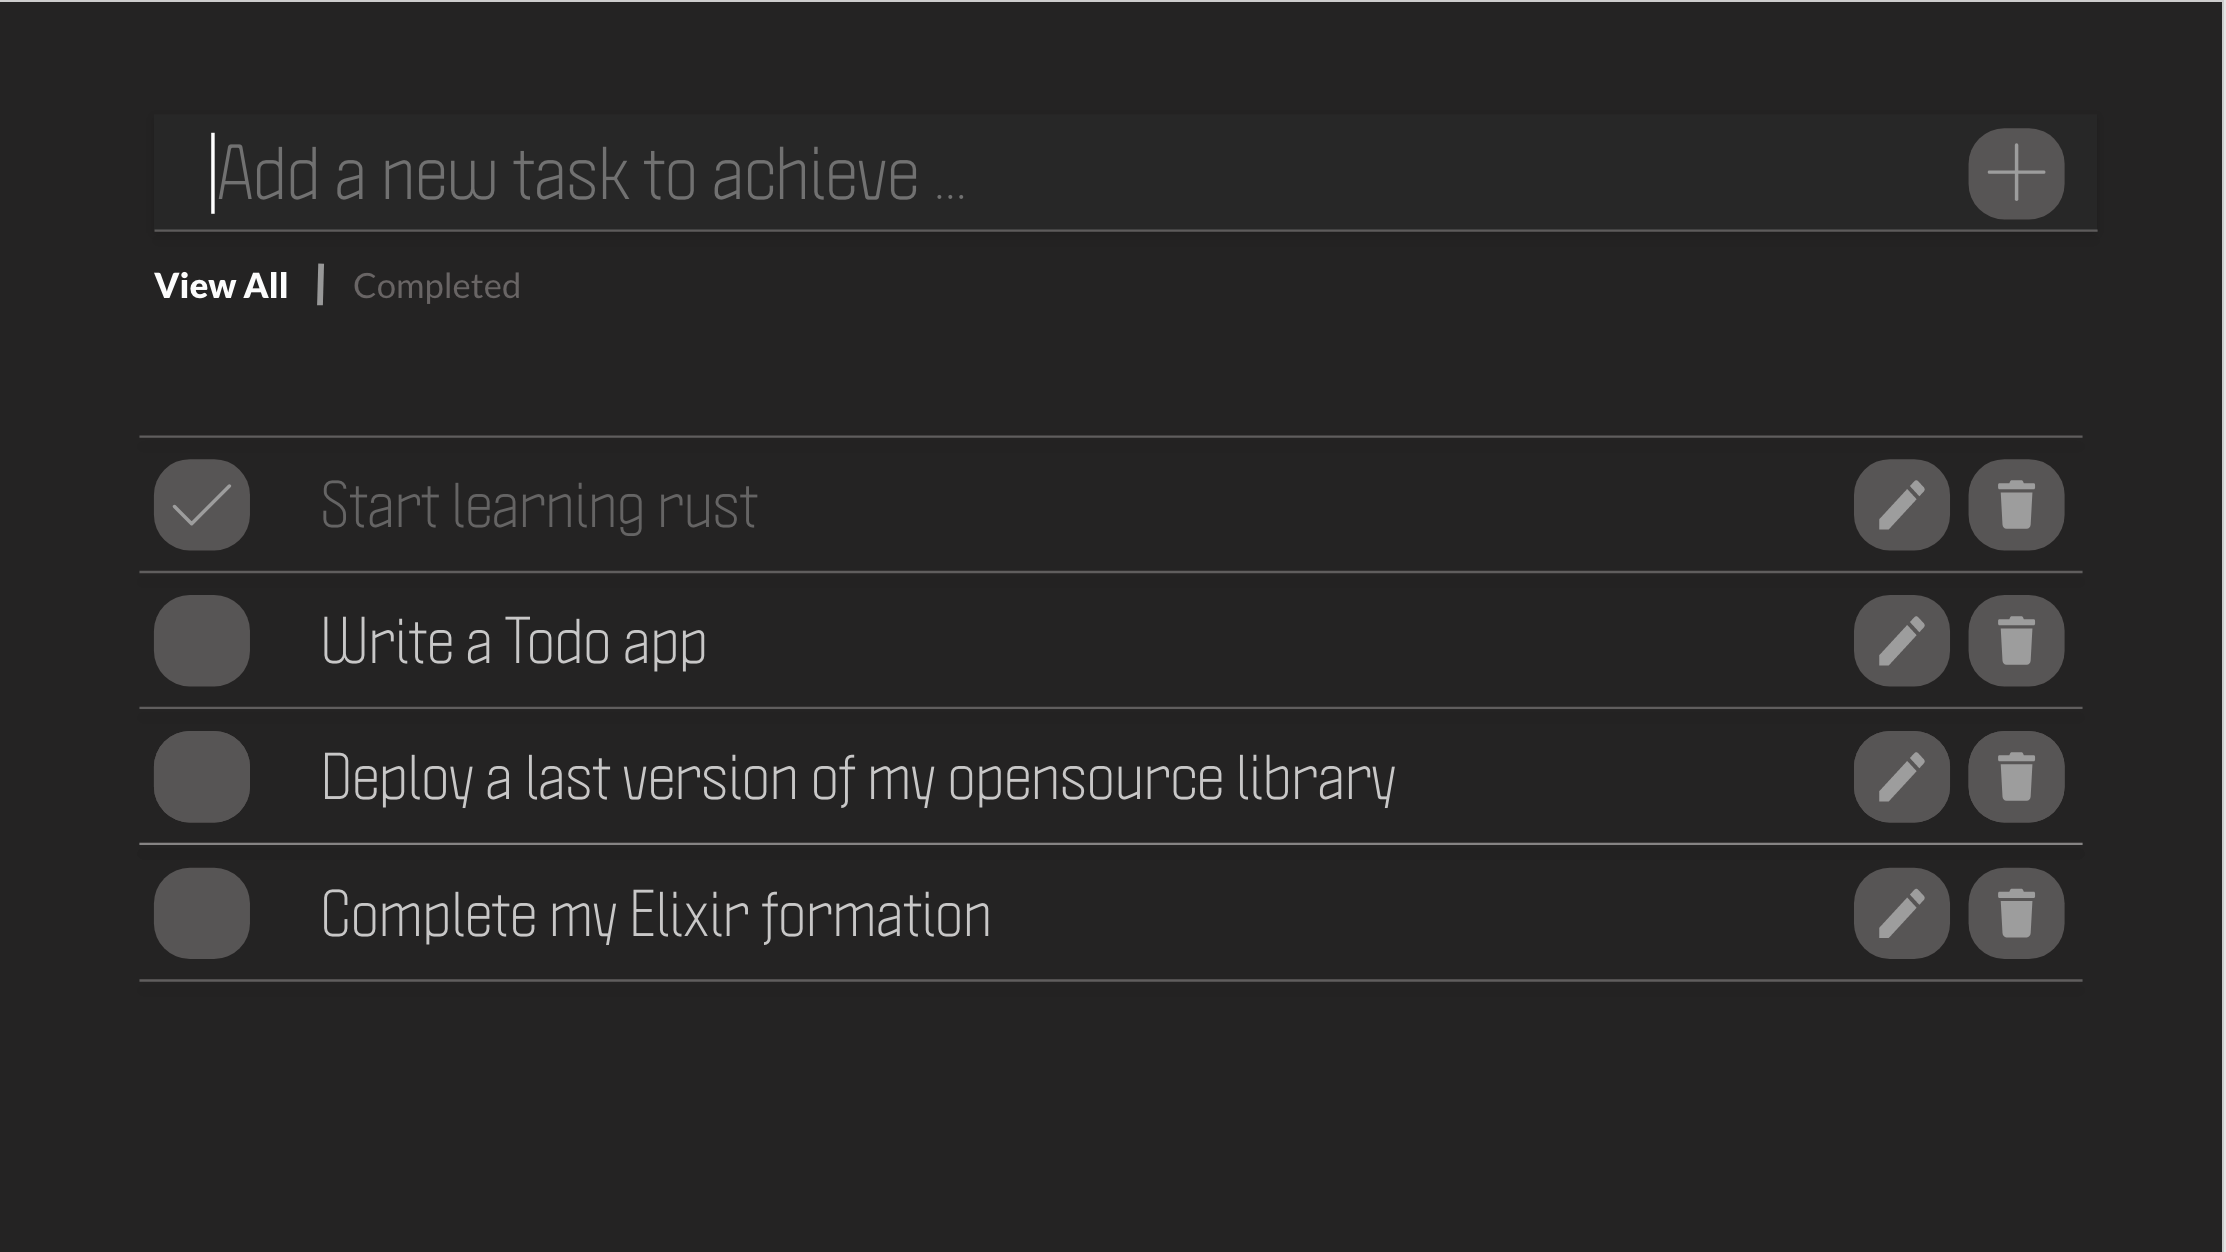 Add a new task to achieve ...
View All | Completed
Start learning rust
Write a Todo app
Deploy a last version of my opensource library
Complete my Elixir formation